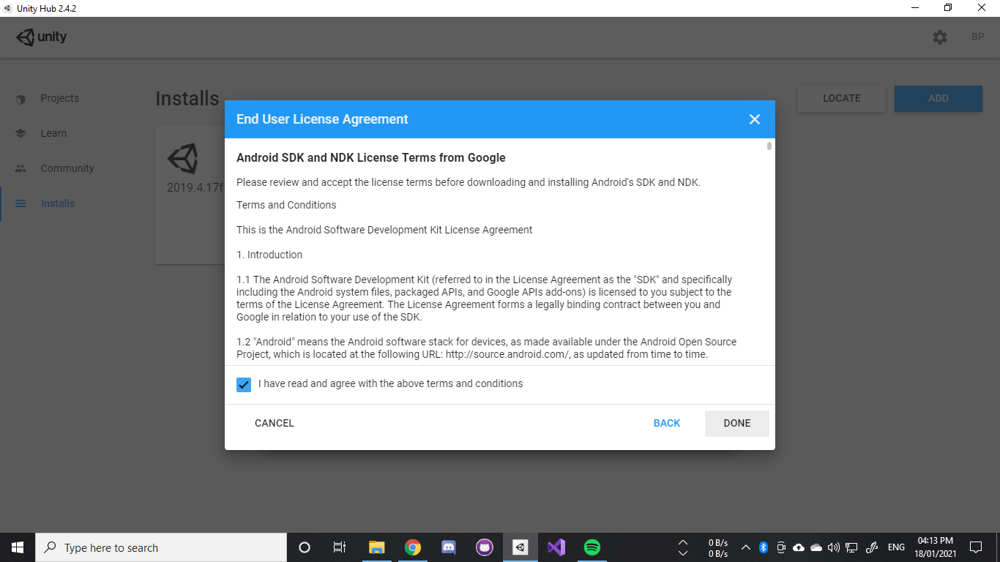 Unity Hub 2.4.2
unity
BP
Projects
Learn
Community
Installs
Installs
LOCATE
ADD
2019.4.17f
End User License Agreement
Android SDK and NDK License Terms from Google
Please review and accept the license terms before downloading and installing Android's SDK and NDK.
Terms and Conditions
This is the Android Software Development Kit License Agreement
1. Introduction
1.1 The Android Software Development Kit (referred to in the License Agreement as the "SDK" and specifically
including the Android system files, packaged APIs, and Google APIs add-ons) is licensed to you subject to the
terms of the License Agreement. The License Agreement forms a legally binding contract between you and
Google in relation to your use of the SDK.
1.2 "Android" means the Android software stack for devices, as made available under the Android Open Source
Project, which is located at the following URL: http://source.android.com/, as updated from time to time.
I have read and agree with the above terms and conditions
CANCEL
BACK
DONE
Type here to search
0 B/s
0 B/s
ENG
04:13 PM
18/01/2021